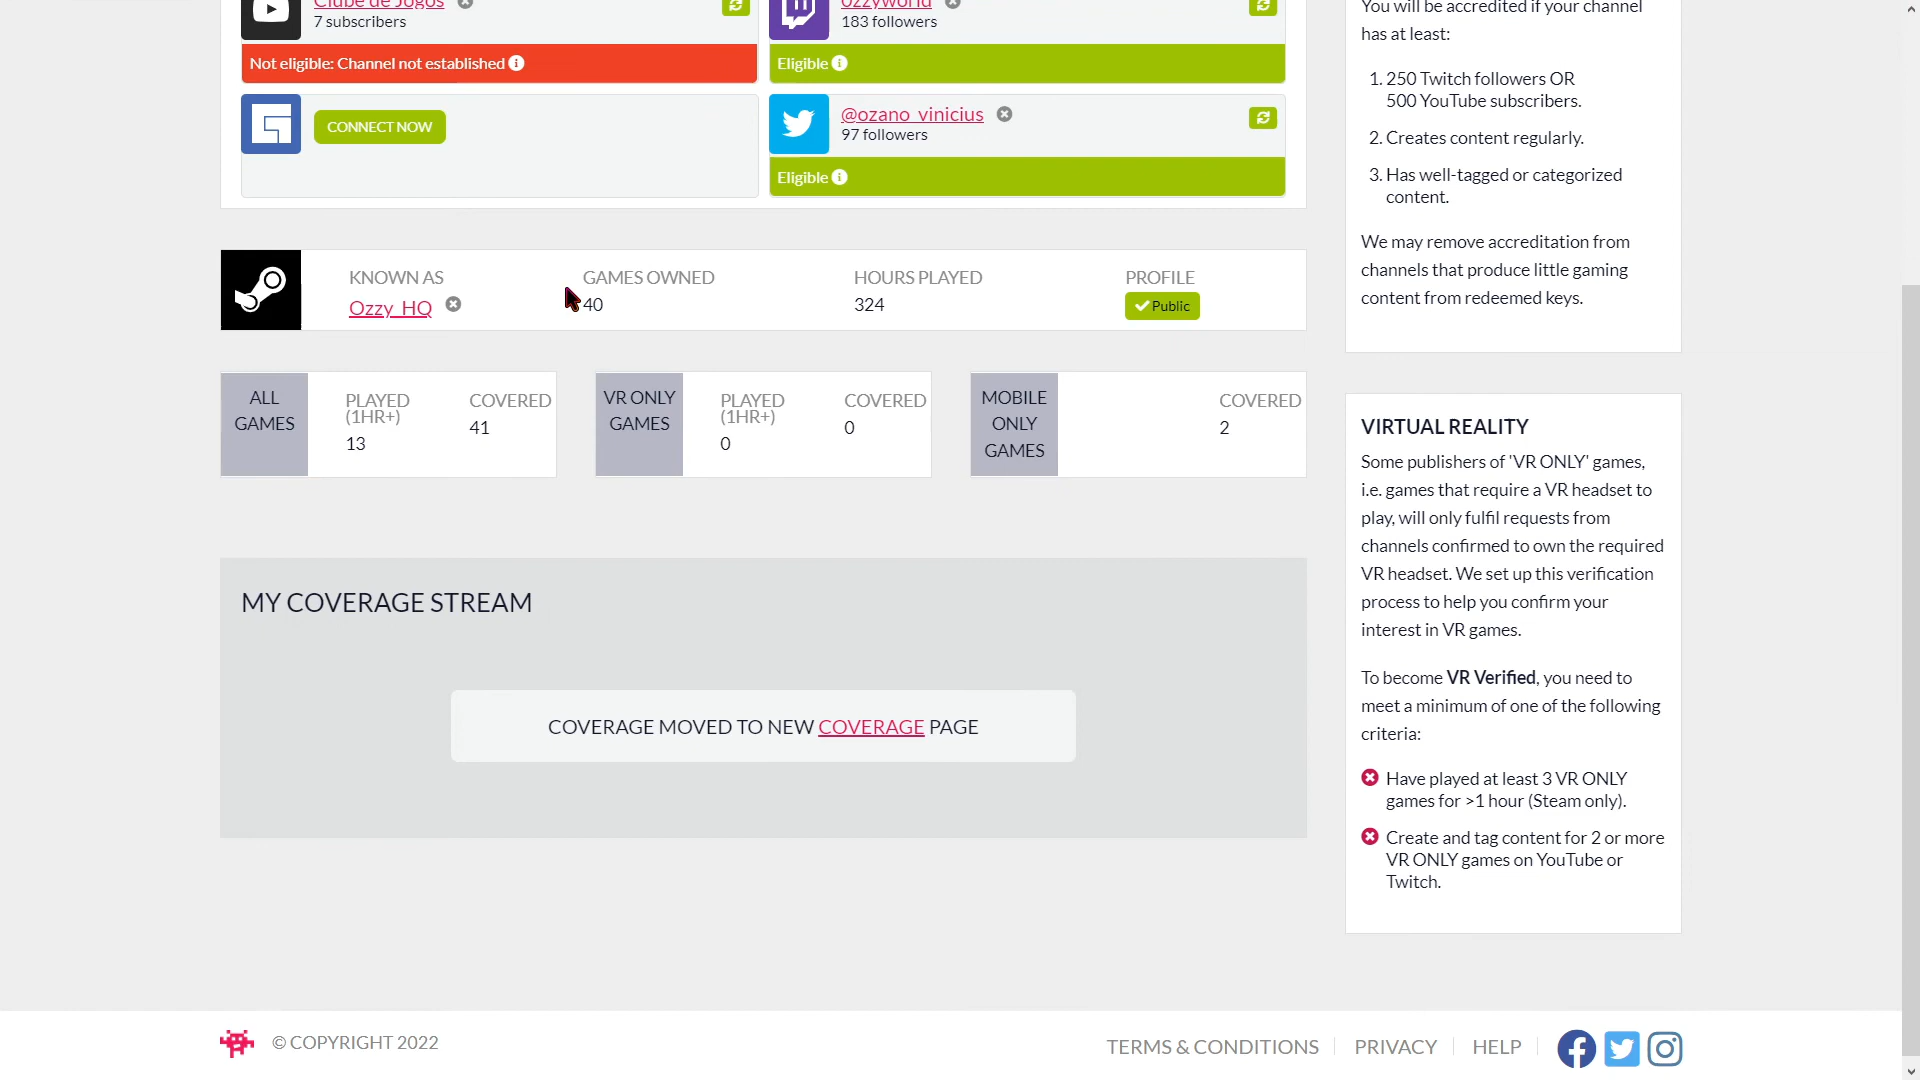 Clube de Jogos
7 subscribers
Not eligible: Channel not established
ozzyworld
183 followers
Eligible
CONNECT NOW
@ozano_vinicius
97 followers
Eligible
KNOWN AS
Ozzy_HQ
GAMES OWNED
40
HOURS PLAYED
324
PROFILE
Public
ALL
GAMES
PLAYED
(1HR+)
13
COVERED
41
VR ONLY
GAMES
PLAYED
(1HR+)
0
COVERED
0
MOBILE
ONLY
GAMES
COVERED
2
MY COVERAGE STREAM
COVERAGE MOVED TO NEW COVERAGE PAGE
You will be accredited if your channel
has at least:
1. 250 Twitch followers OR
500 YouTube subscribers.
2. Creates content regularly.
3. Has well-tagged or categorized
content.
We may remove accreditation from
channels that produce little gaming
content from redeemed keys.
VIRTUAL REALITY
Some publishers of 'VR ONLY' games,
i.e. games that require a VR headset to
play, will only fulfil requests from
channels confirmed to own the required
VR headset. We set up this verification
process to help you confirm your
interest in VR games.
To become VR Verified, you need to
meet a minimum of one of the following
criteria:
Have played at least 3 VR ONLY
games for >1 hour (Steam only).
Create and tag content for 2 or more
VR ONLY games on YouTube or
Twitch.
© COPYRIGHT 2022
TERMS & CONDITIONS
PRIVACY
HELP